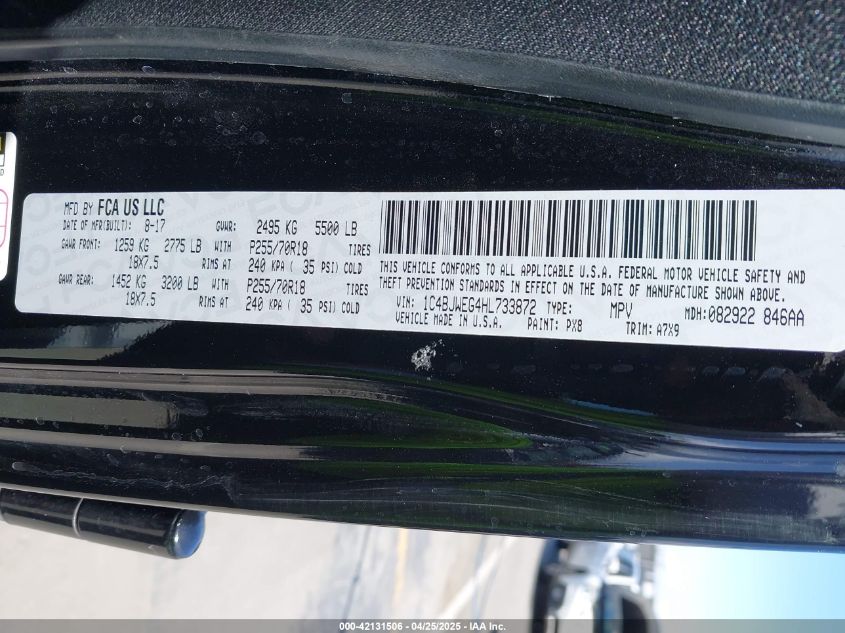 MFD BY FCA US LLC
DATE OF MFR(BUILT): 8-17 GVWR: 2495 KG 5500 LB
GAWR FRONT: 1259 KG 2775 LB WITH P255/70R18 TIRES
18X7.5 RIMS AT 240 KPA ( 35 PSI) COLD
GAWR REAR: 1452 KG 3200 LB WITH P255/70R18 TIRES
18X7.5 RIMS AT 240 KPA ( 35 PSI) COLD
THIS VEHICLE CONFORMS TO ALL APPLICABLE U.S.A. FEDERAL MOTOR VEHICLE SAFETY AND
THEFT PREVENTION STANDARDS IN EFFECT ON THE DATE OF MANUFACTURE SHOWN ABOVE.
VIN: 1C4BJWEG4HL733872 TYPE: MPV MDH: 082922 846AA
VEHICLE MADE IN U.S.A. PAINT: PX8 TRIM: A7X9
000-42131506 - 04/25/2025 - IAA Inc.